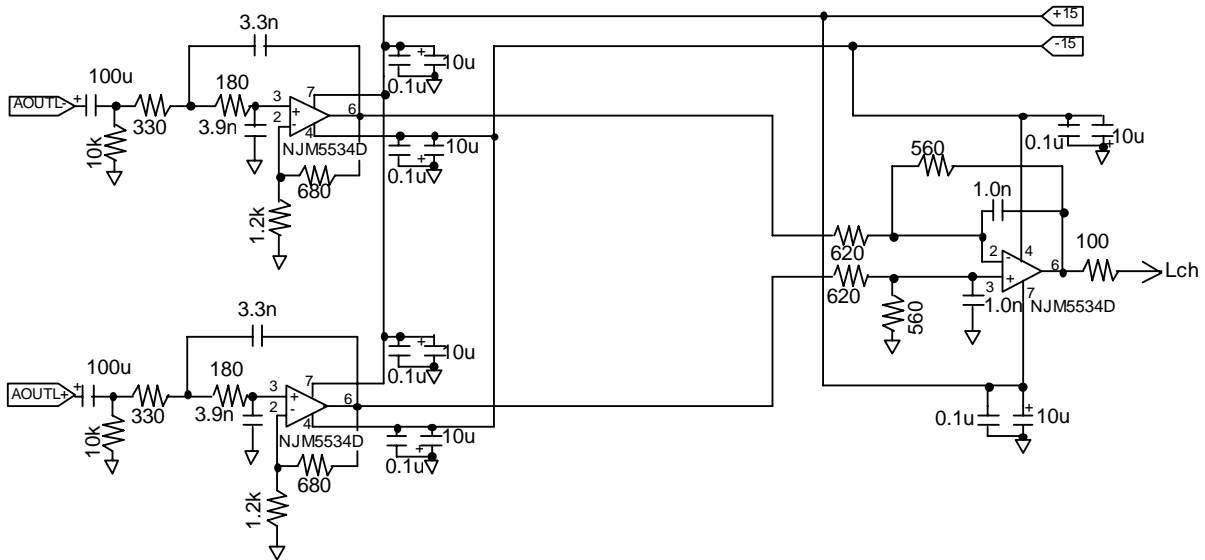 +15
-15
3.3n
10u
0.1u
100u
180
AOUTL-
+
330
3.9n
10k
3
+
2
-
7
4
6
NJM5534D
+
+
0.1u
10u
680
1.2k
0.1u
10u
+
560
1.0n
620
620
2
-
4
6
+
3
7
100
Lch
1.0n
NJM5534D
560
3.3n
10u
+
0.1u
100u
180
AOUTL+
+
330
3.9n
10k
3
+
2
-
7
4
6
NJM5534D
10u
+
0.1u
680
1.2k
0.1u
+
10u